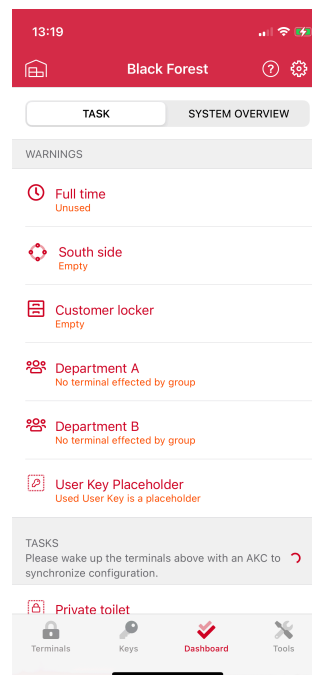 13:19
Black Forest
TASK
SYSTEM OVERVIEW
WARNINGS
Full time
Unused
South side
Empty
Customer locker
Empty
Department A
No terminal effected by group
Department B
No terminal effected by group
User Key Placeholder
Used User Key is a placeholder
TASKS
Please wake up the terminals above with an AKC to
synchronize configuration.
Private toilet
Terminals
Keys
Dashboard
Tools